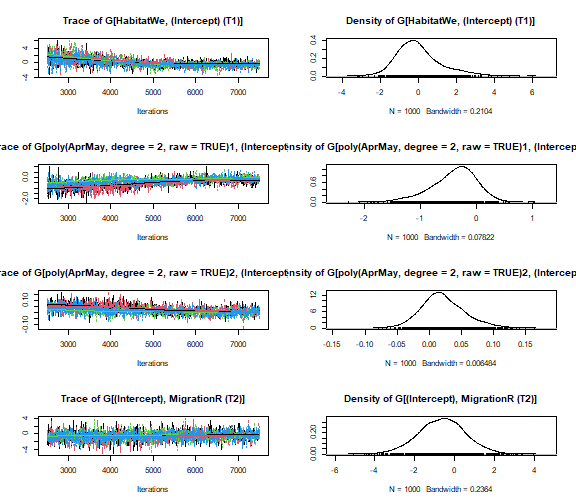 Trace of G[HabitatWe, (Intercept) (T1)]
Density of G[HabitatWe, (Intercept) (T1)]
4
0
-4
3000 4000 5000 6000 7000
Iterations
0.4
0.2
0.0
-4 -2 0 2 4 6
N = 1000 Bandwidth = 0.2104
race of G[poly(AprMay, degree = 2, raw = TRUE)1, (Intercept
nsity of G[poly(AprMay, degree = 2, raw = TRUE)1, (Intercep
0.0
-2.0
3000 4000 5000 6000 7000
Iterations
0.6
0.0
-2 -1 0 1
N = 1000 Bandwidth = 0.07822
race of G[poly(AprMay, degree = 2, raw = TRUE)2, (Intercept
nsity of G[poly(AprMay, degree = 2, raw = TRUE)2, (Intercep
0.10
-0.10
3000 4000 5000 6000 7000
Iterations
12
6
0
-0.15 -0.10 -0.05 0.00 0.05 0.10 0.15
N = 1000 Bandwidth = 0.006484
Trace of G[(Intercept), MigrationR (T2)]
Density of G[(Intercept), MigrationR (T2)]
4
0
-4
3000 4000 5000 6000 7000
Iterations
0.20
0.00
-6 -4 -2 0 2 4
N = 1000 Bandwidth = 0.2364